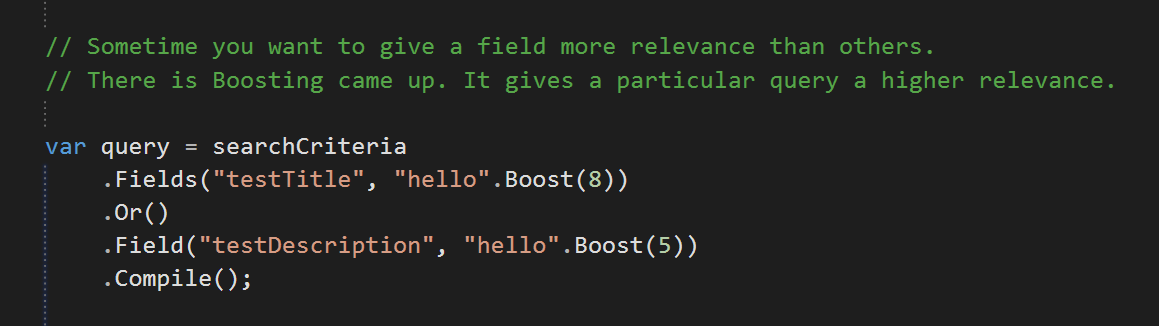 // Sometime you want to give a field more relevance than others.
// There is Boosting came up. It gives a particular query a higher relevance.
var query = searchCriteria
.Fields("testTitle", "hello".Boost(8))
.Or()
.Field("testDescription", "hello".Boost(5))
.Compile();